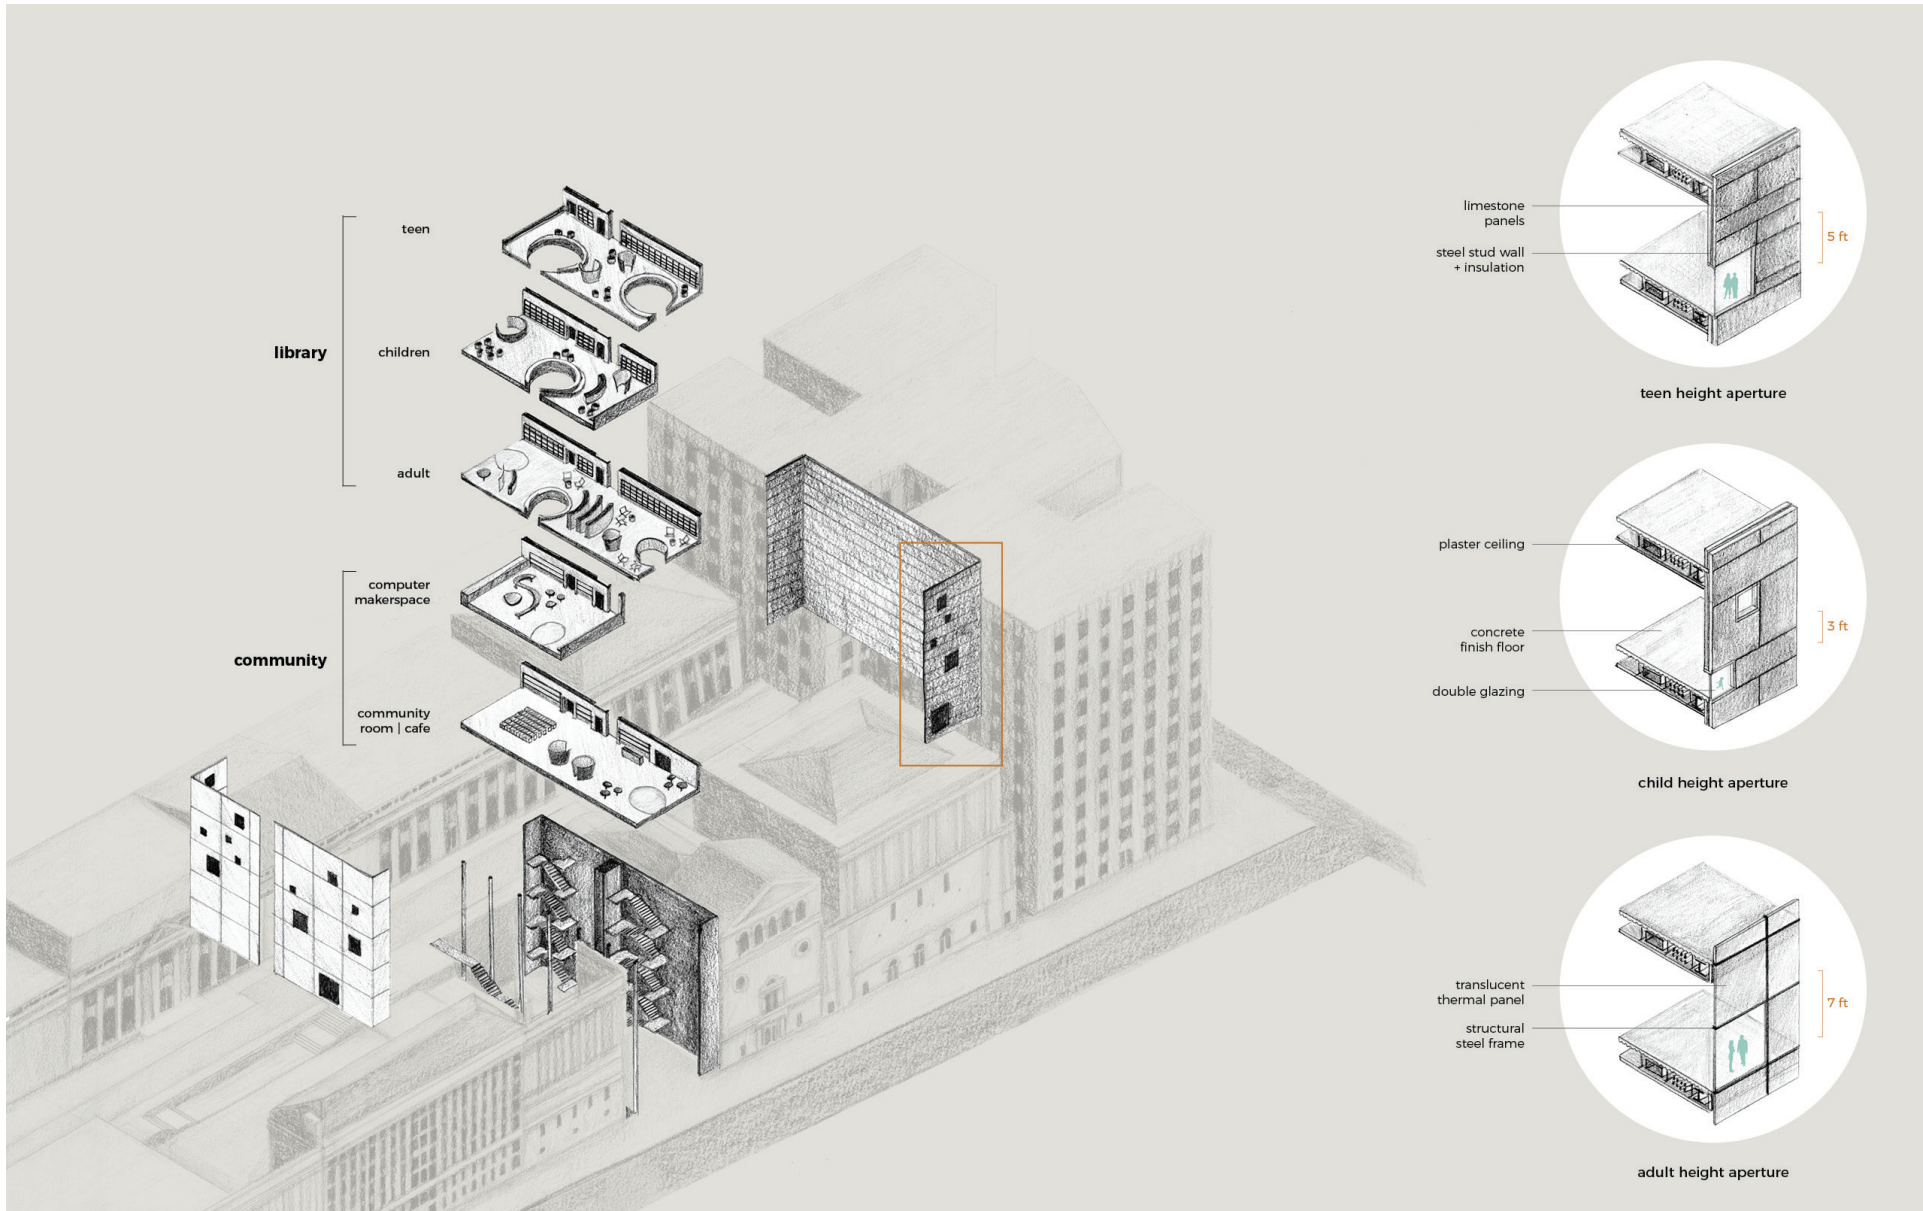 library
teen
children
adult
community
computer
makerspace
community
room | cafe
limestone
panels
steel stud wall
+ insulation
5 ft
teen height aperture
plaster ceiling
concrete
finish floor
double glazing
3 ft
child height aperture
translucent
thermal panel
structural
steel frame
7 ft
adult height aperture